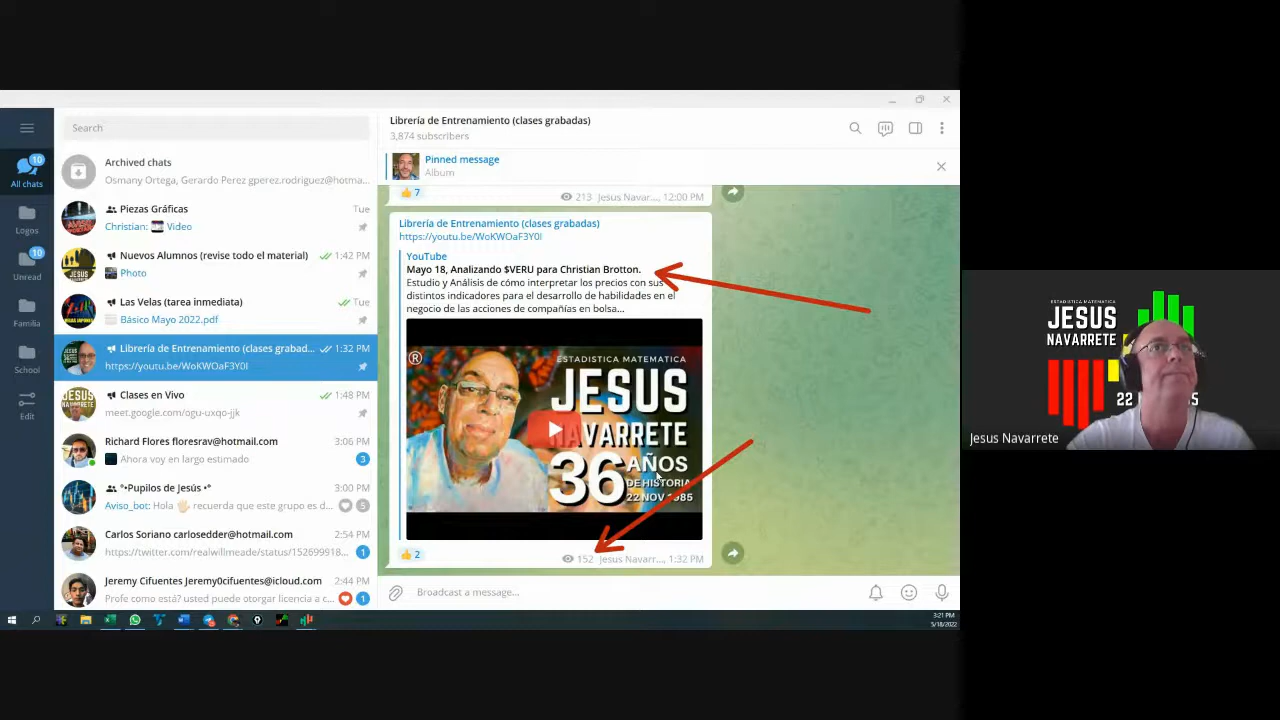 Search
Archived chats
Osmany Ortega, Gerardo Perez gperez.rodriguez@hotma...
Piezas Gráficas
Tue
Christian: Video
Nuevos Alumnos (revise todo el material)
1:42 PM
Photo
Las Velas (tarea inmediata)
Tue
Básico Mayo 2022.pdf
Librería de Entrenamiento (clases grabad...
1:32 PM
https://youtu.be/WoKWOaF3Y0I
Clases en Vivo
1:48 PM
meet.google.com/ogu-uxqo-jjk
Richard Flores floresrav@hotmail.com
3:06 PM
Ahora voy en largo estimado
3
°•Pupilos de Jesús •°
3:00 PM
Aviso_bot: Hola recuerda que este grupo es d...
5
Carlos Soriano carlosedder@hotmail.com
2:54 PM
https://twitter.com/realwillmeade/status/152699918...
1
Jeremy Cifuentes Jeremy0cifuentes@icloud.com
2:44 PM
Profe como está? usted puede otorgar licencia a c...
1
10
All chats
Logos
10
Unread
Familia
School
Edit
Librería de Entrenamiento (clases grabadas)
3,874 subscribers
Pinned message
Album
7
213 Jesus Navar..., 12:00 PM
Librería de Entrenamiento (clases grabadas)
https://youtu.be/WoKWOaF3Y0I
YouTube
Mayo 18, Analizando $VERU para Christian Brotton.
Estudio y Análisis de cómo interpretar los precios con sus
distintos indicadores para el desarrollo de habilidades en el
negocio de las acciones de compañías en bolsa...
®
ESTADISTICA MATEMATICA
JESUS
NAVARRETE
36 AÑOS
DE HISTORIA
22 NOV 1985
2
152 Jesus Navarr..., 1:32 PM
Broadcast a message...
3:21 PM
5/18/2022
ESTADISTICA MATEMATICA
JESUS
NAVARRETE
22
Jesus Navarrete